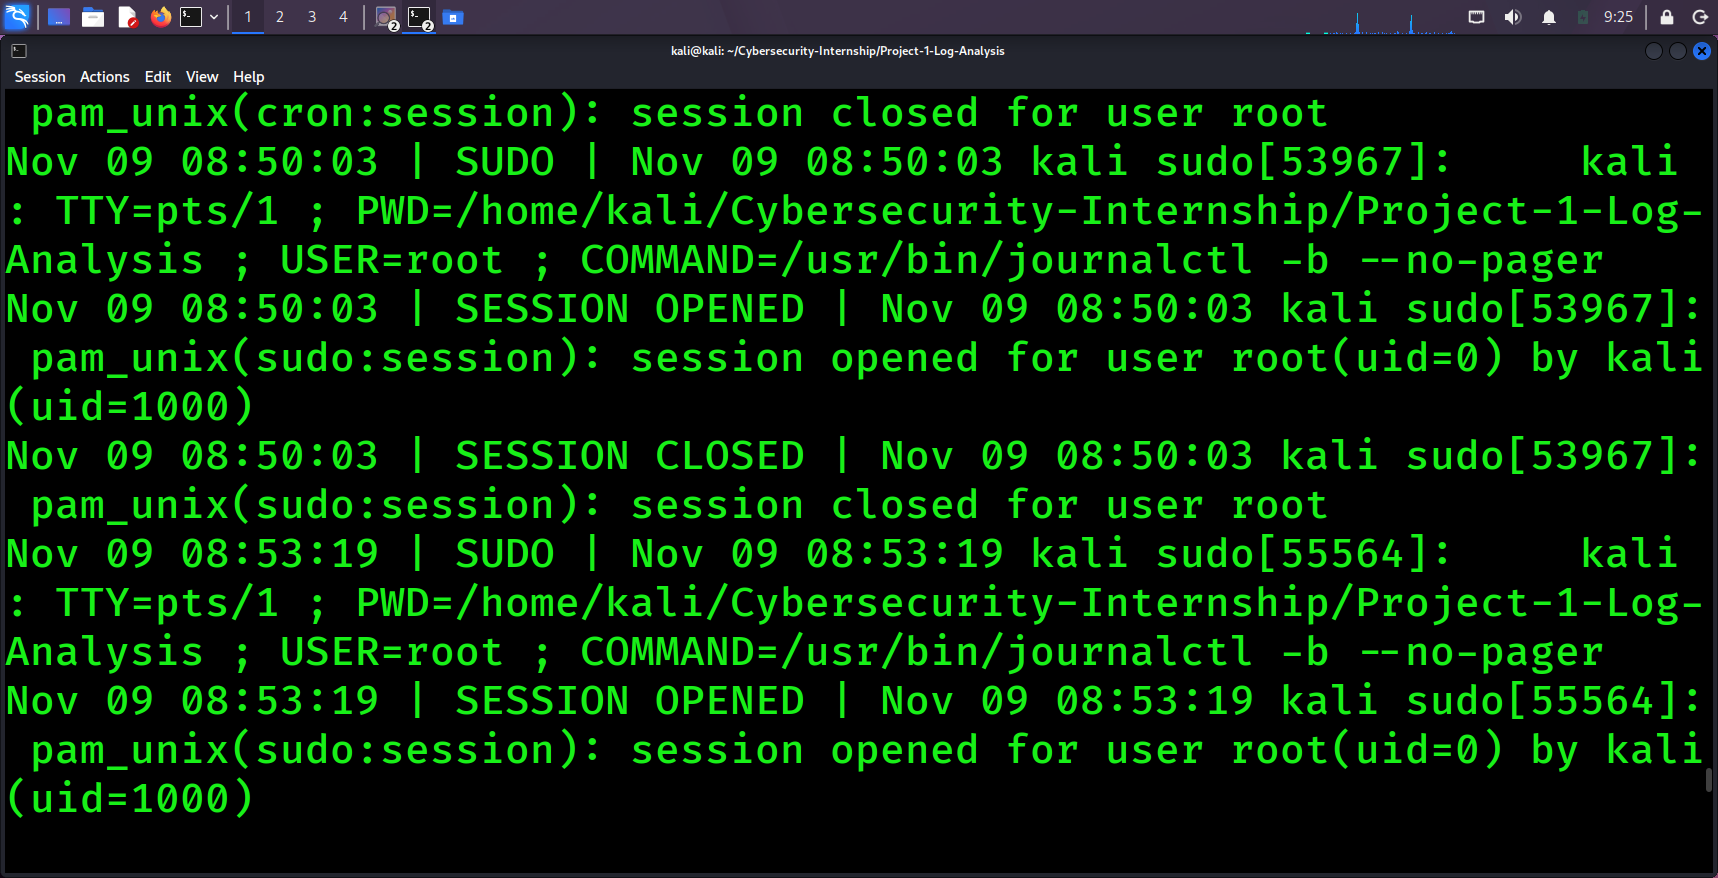 1 2 3 4 2 2 9:25
kali@kali: ~/Cybersecurity-Internship/Project-1-Log-Analysis
Session Actions Edit View Help
pam_unix(cron:session): session closed for user root
Nov 09 08:50:03 | SUDO | Nov 09 08:50:03 kali sudo[53967]:     kali
: TTY=pts/1 ; PWD=/home/kali/Cybersecurity-Internship/Project-1-Log-
Analysis ; USER=root ; COMMAND=/usr/bin/journalctl -b --no-pager
Nov 09 08:50:03 | SESSION OPENED | Nov 09 08:50:03 kali sudo[53967]:
pam_unix(sudo:session): session opened for user root(uid=0) by kali
(uid=1000)
Nov 09 08:50:03 | SESSION CLOSED | Nov 09 08:50:03 kali sudo[53967]:
pam_unix(sudo:session): session closed for user root
Nov 09 08:53:19 | SUDO | Nov 09 08:53:19 kali sudo[55564]:     kali
: TTY=pts/1 ; PWD=/home/kali/Cybersecurity-Internship/Project-1-Log-
Analysis ; USER=root ; COMMAND=/usr/bin/journalctl -b --no-pager
Nov 09 08:53:19 | SESSION OPENED | Nov 09 08:53:19 kali sudo[55564]:
pam_unix(sudo:session): session opened for user root(uid=0) by kali
(uid=1000)